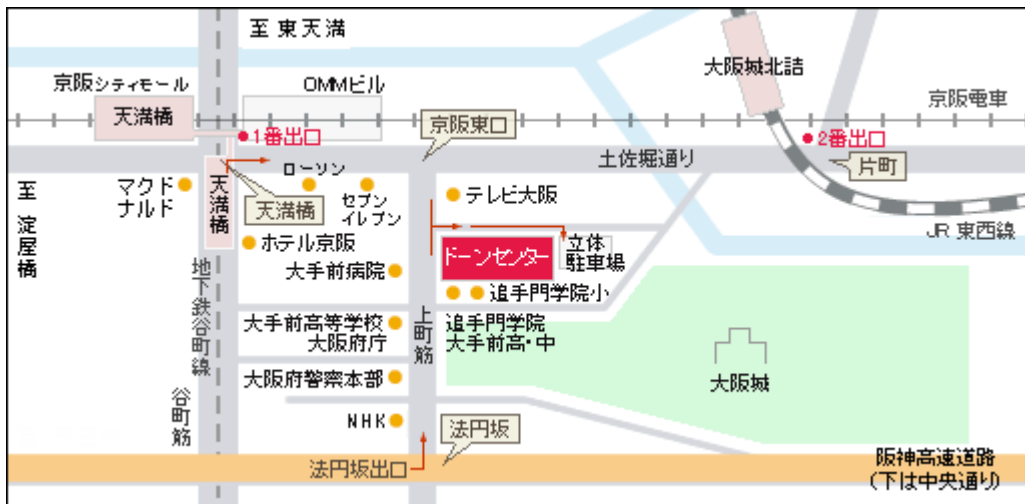 至 東天満
京阪シティモール
OMMビル
大阪城北詰
天満橋
京阪東口
京阪電車
1番出口
2番出口
土佐堀通り
片町
ローソン
マクド
ナルド
天満橋
天満橋
セブン
イレブン
テレビ大阪
至 淀屋橋
ホテル京阪
ドーンセンター
立体
駐車場
JR 東西線
大手前病院
追手門学院小
地下鉄谷町線
大手前高等学校
大阪府庁
上町筋
追手門学院
大手前高・中
大阪城
大阪府警察本部
谷町筋
NHK
法円坂
法円坂出口
阪神高速道路
(下は中央通り)